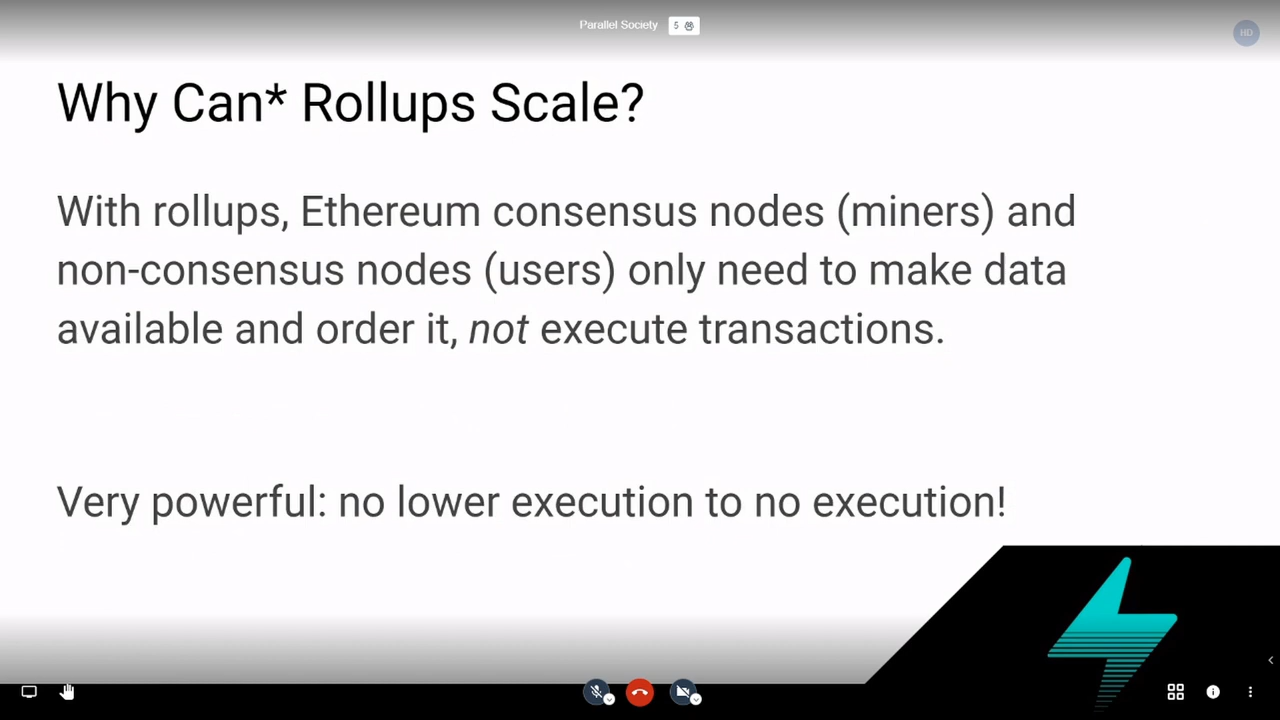 Parallel Society 5
HD
Why Can* Rollups Scale?
With rollups, Ethereum consensus nodes (miners) and
non-consensus nodes (users) only need to make data
available and order it, not execute transactions.
Very powerful: no lower execution to no execution!